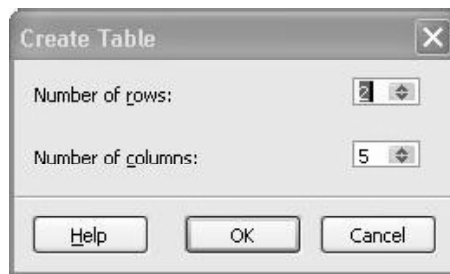 Create Table
Number of rows: 2
Number of columns: 5
Help OK Cancel